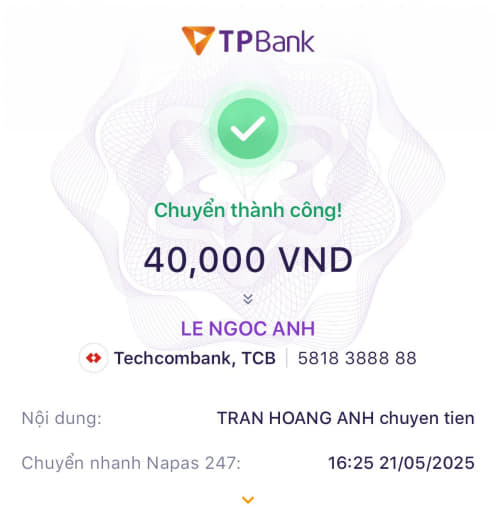 TPBank
Chuyển thành công!
40,000 VND
LE NGOC ANH
Techcombank, TCB | 5818 3888 88
Nội dung: TRAN HOANG ANH chuyen tien
Chuyển nhanh Napas 247: 16:25 21/05/2025